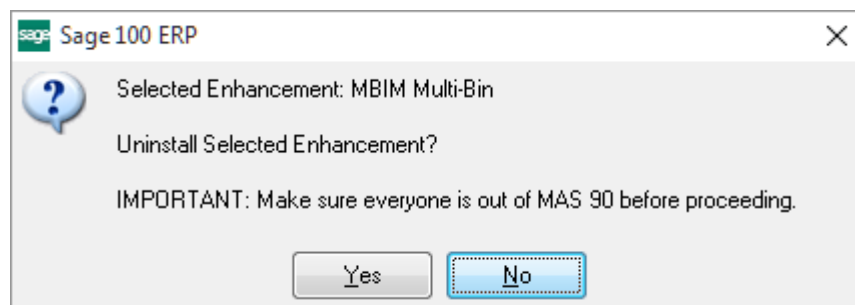 sage Sage 100 ERP
Selected Enhancement: MBIM Multi-Bin
Uninstall Selected Enhancement?
IMPORTANT: Make sure everyone is out of MAS 90 before proceeding.
Yes No